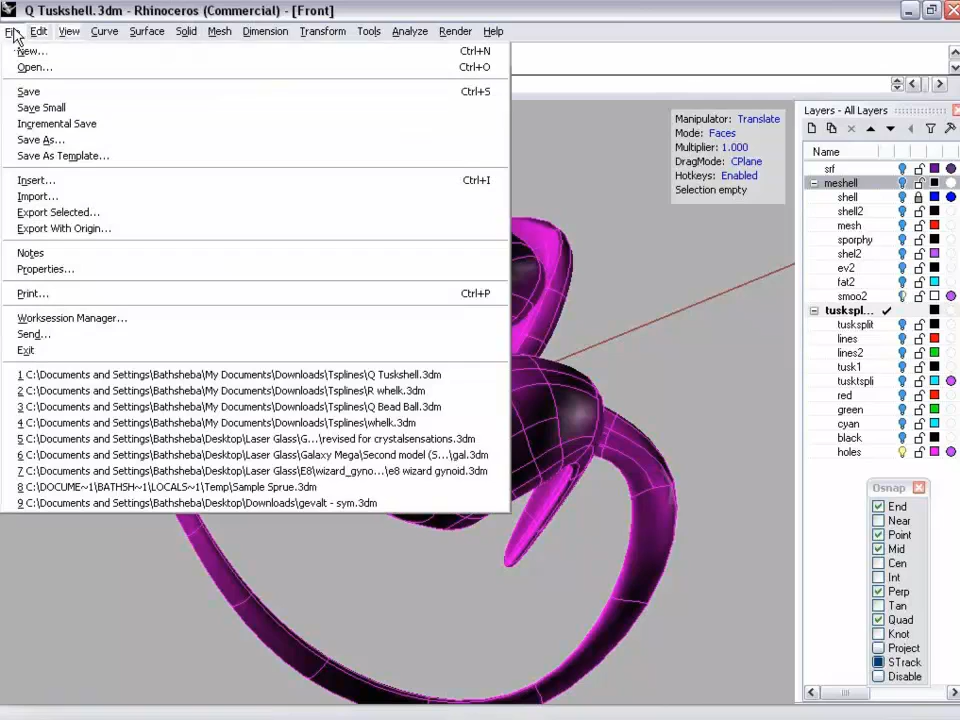 Q Tuskshell.3dm - Rhinoceros (Commercial) - [Front]
Edit View Curve Surface Solid Mesh Dimension Transform Tools Analyze Render Help
New... Ctrl+N
Open... Ctrl+O
Save Ctrl+S
Save Small
Incremental Save
Save As...
Save As Template...
Insert... Ctrl+I
Import...
Export Selected...
Export With Origin...
Notes
Properties...
Print... Ctrl+P
Worksession Manager...
Send...
Exit
1 C:\Documents and Settings\Bathsheba\My Documents\Downloads\Tsplines\Q Tuskshell.3dm
2 C:\Documents and Settings\Bathsheba\My Documents\Downloads\Tsplines\R whelk.3dm
3 C:\Documents and Settings\Bathsheba\My Documents\Downloads\Tsplines\Q Bead Ball.3dm
4 C:\Documents and Settings\Bathsheba\My Documents\Downloads\Tsplines\whelk.3dm
5 C:\Documents and Settings\Bathsheba\Desktop\Laser Glass\G...\revised for crystalsensations.3dm
6 C:\Documents and Settings\Bathsheba\Desktop\Laser Glass\Galaxy Mega\Second model (S...\gal.3dm
7 C:\Documents and Settings\Bathsheba\Desktop\Laser Glass\E8\wizard_gyno...\e8 wizard gynoid.3dm
8 C:\DOCUME~1\BATHSH~1\LOCALS~1\Temp\Sample Sprue.3dm
9 C:\Documents and Settings\Bathsheba\Desktop\Downloads\gevalt - sym.3dm
Manipulator: Translate
Mode: Faces
Multiplier: 1.000
DragMode: CPlane
Hotkeys: Enabled
Selection empty
Layers - All Layers
Name
srf
meshell
shell
shell2
mesh
sporphy
shel2
ev2
fat2
smoo2
tuskspl...
tusksplit
lines
lines2
tusk1
tusktspli
red
green
cyan
black
holes
Osnap
End
Near
Point
Mid
Cen
Int
Perp
Tan
Quad
Knot
Project
STrack
Disable